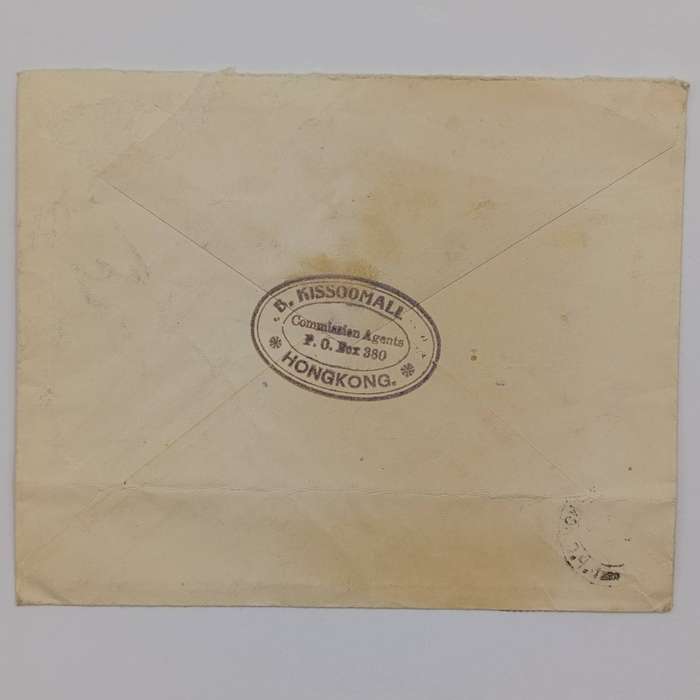 B. KISSOOMALL
Commission Agents
P. O. Box 380
HONGKONG.